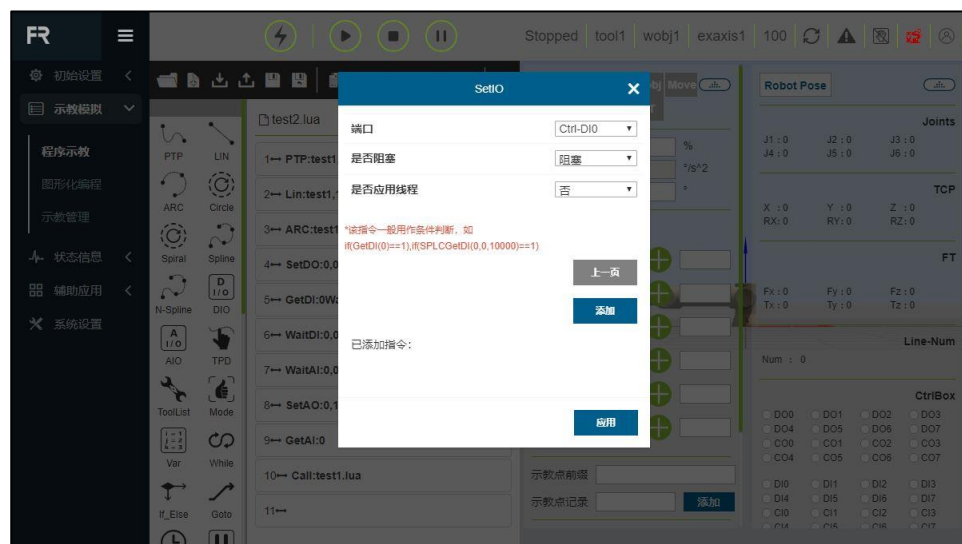 FR
Stopped
tool1
wobj1
exaxis1
100
初始设置
示教模拟
程序示教
图形化编程
示教管理
状态信息
辅助应用
系统设置
PTP
LIN
ARC
Circle
Spiral
Spline
N-Spline
D
I/O
DIO
A
I/O
AIO
TPD
ToolList
Mode
Var
While
If_Else
Goto
test2.lua
1 PTP:test1
2 Lin:test1,
3 ARC:test1
4 SetDO:0,0
5 GetDI:0Wa
6 WaitDI:0,0
7 WaitAI:0,0
8 SetAO:0,1
9 GetAI:0
10 Call:test1.lua
11
SetIO
端口
Ctrl-DI0
是否阻塞
阻塞
是否应用线程
否
*该指令一般用作条件判断，如
if(GetDI(0)==1),if(SPLCGetDI(0,0,10000)==1)
上一页
添加
已添加指令：
应用
Move
%
°/s^2
°
示教点前缀
示教点记录
添加
Robot Pose
Joints
J1 : 0 J2 : 0 J3 : 0
J4 : 0 J5 : 0 J6 : 0
TCP
X : 0 Y : 0 Z : 0
RX: 0 RY: 0 RZ: 0
FT
Fx : 0 Fy : 0 Fz : 0
Tx : 0 Ty : 0 Tz : 0
Line-Num
Num : 0
CtrlBox
DO0 DO1 DO2 DO3
DO4 DO5 DO6 DO7
CO0 CO1 CO2 CO3
CO4 CO5 CO6 CO7
DI0 DI1 DI2 DI3
DI4 DI5 DI6 DI7
CI0 CI1 CI2 CI3
CI4 CI5 CI6 CI7